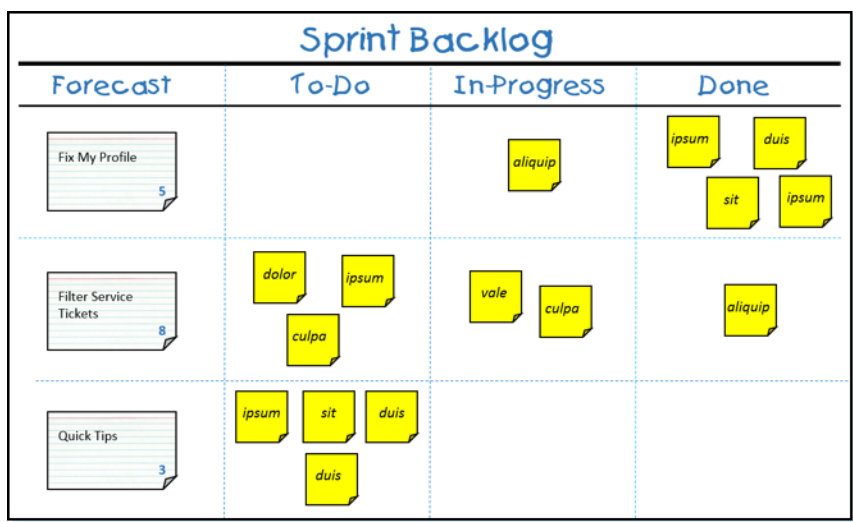 Sprint Backlog
Forecast To-Do In-Progress Done
Fix My Profile
5
aliquip
ipsum duis
sit ipsum
Filter Service
Tickets
8
dolor ipsum
culpa
vale culpa
aliquip
Quick Tips
3
ipsum sit duis
duis